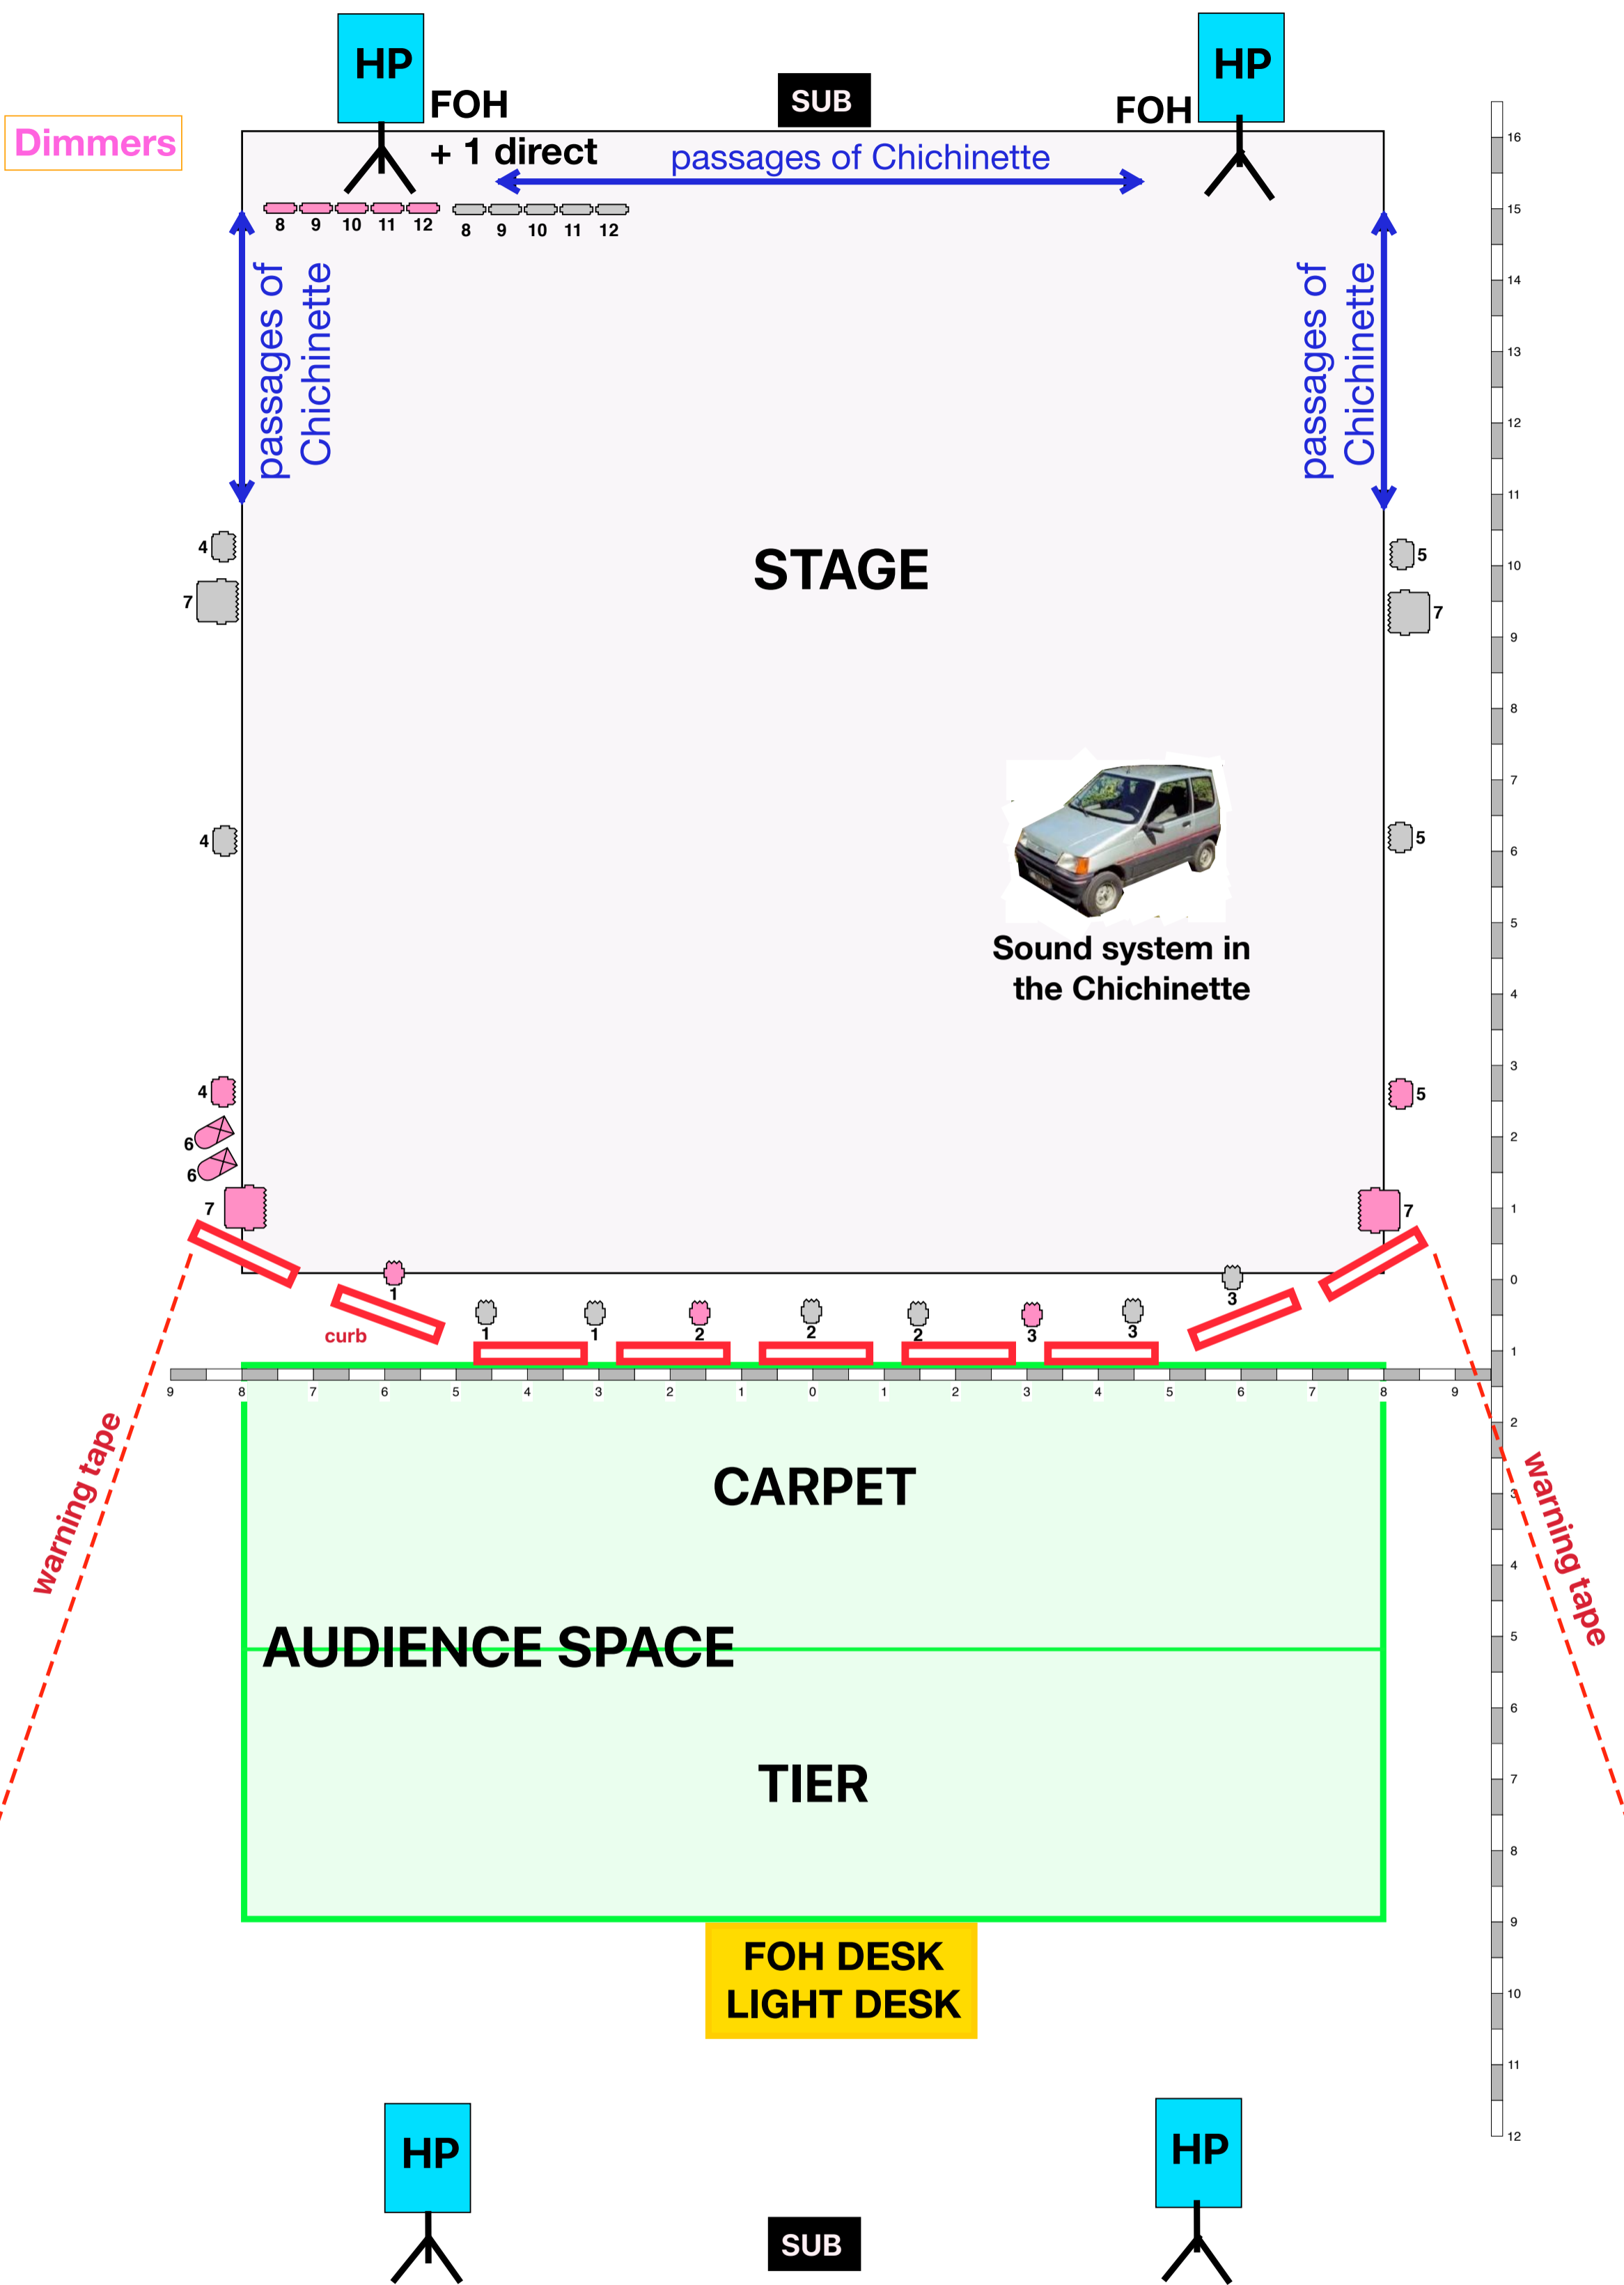 HP
HP
FOH
SUB
FOH
Dimmers
+ 1 direct
passages of Chichinette
16
15
8 9 10 11 12
8 9 10 11 12
passages of
Chichinette
passages of
Chichinette
14
13
12
11
4
5
STAGE
10
7
7
9
8
7
4
5
6
5
Sound system in
the Chichinette
4
3
4
5
6
2
6
7
7
1
0
1
3
curb
1
1
2
2
2
3
3
1
9 8 7 6 5 4 3 2 1 0 1 2 3 4 5 6 7 8 9
2
warning tape
CARPET
3
warning tape
4
AUDIENCE SPACE
5
6
TIER
7
8
9
FOH DESK
LIGHT DESK
10
11
12
HP
HP
SUB